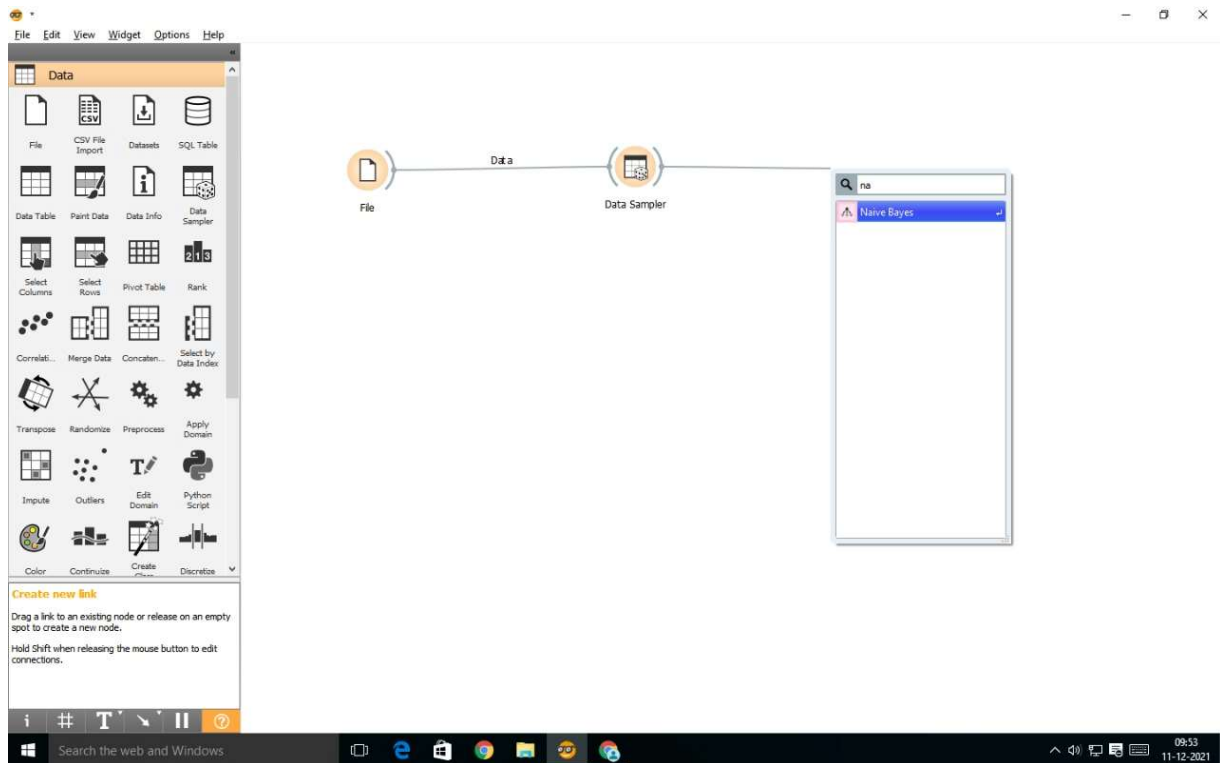 File Edit View Widget Options Help
Data
File
CSV File
Import
Datasets
SQL Table
Data Table
Paint Data
Data Info
Data
Sampler
Select
Columns
Select
Rows
Pivot Table
Rank
Correlati...
Merge Data
Concaten...
Select by
Data Index
Transpose
Randomize
Preprocess
Apply
Domain
Impute
Outliers
Edit
Domain
Python
Script
Color
Continuize
Create
Discretize
Create new link
Drag a link to an existing node or release on an empty
spot to create a new node.
Hold Shift when releasing the mouse button to edit
connections.
File
Data
Data Sampler
na
Naive Bayes
Search the web and Windows
09:53
11-12-2021